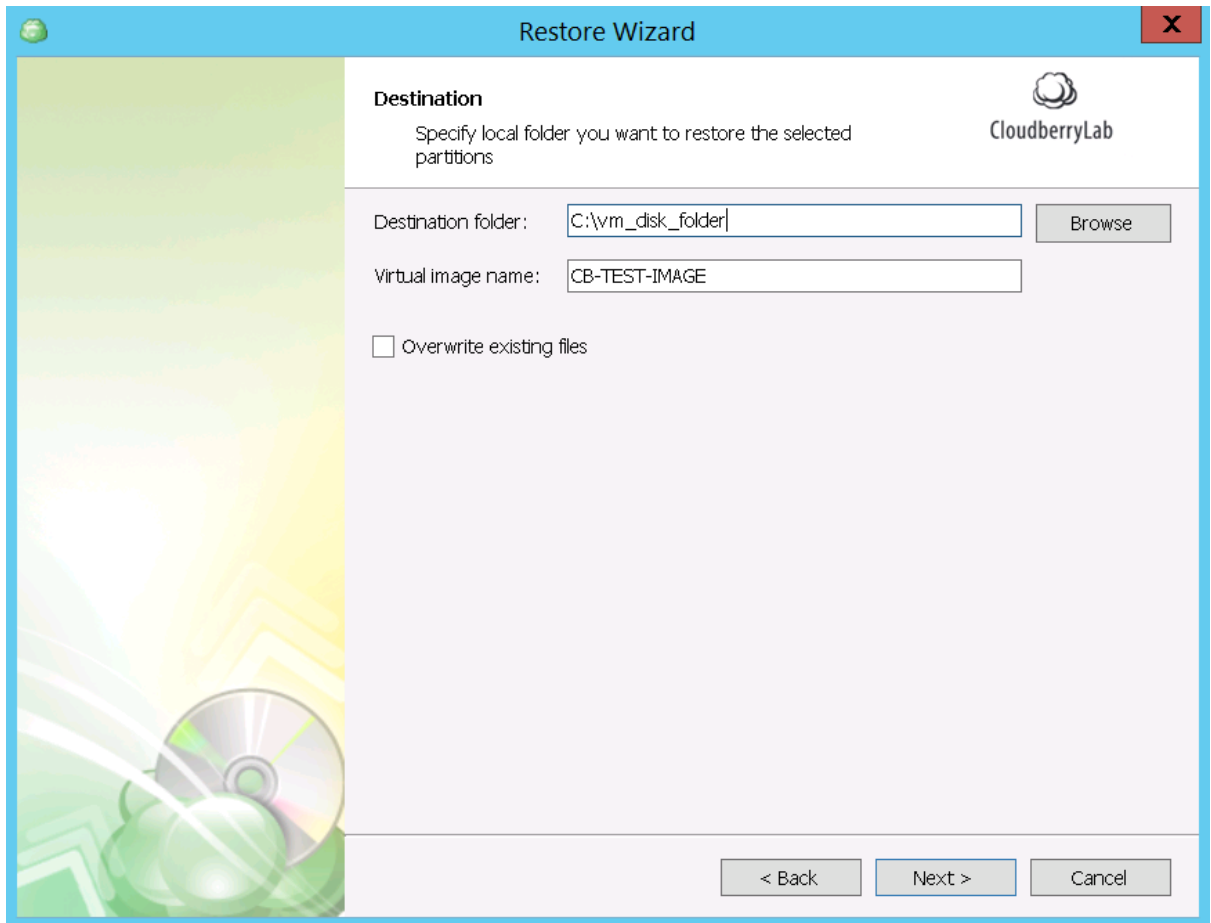 Restore Wizard
X
Destination
Specify local folder you want to restore the selected
partitions
CloudberryLab
Destination folder:
C:\vm_disk_folder
Browse
Virtual image name:
CB-TEST-IMAGE
Overwrite existing files
< Back
Next >
Cancel